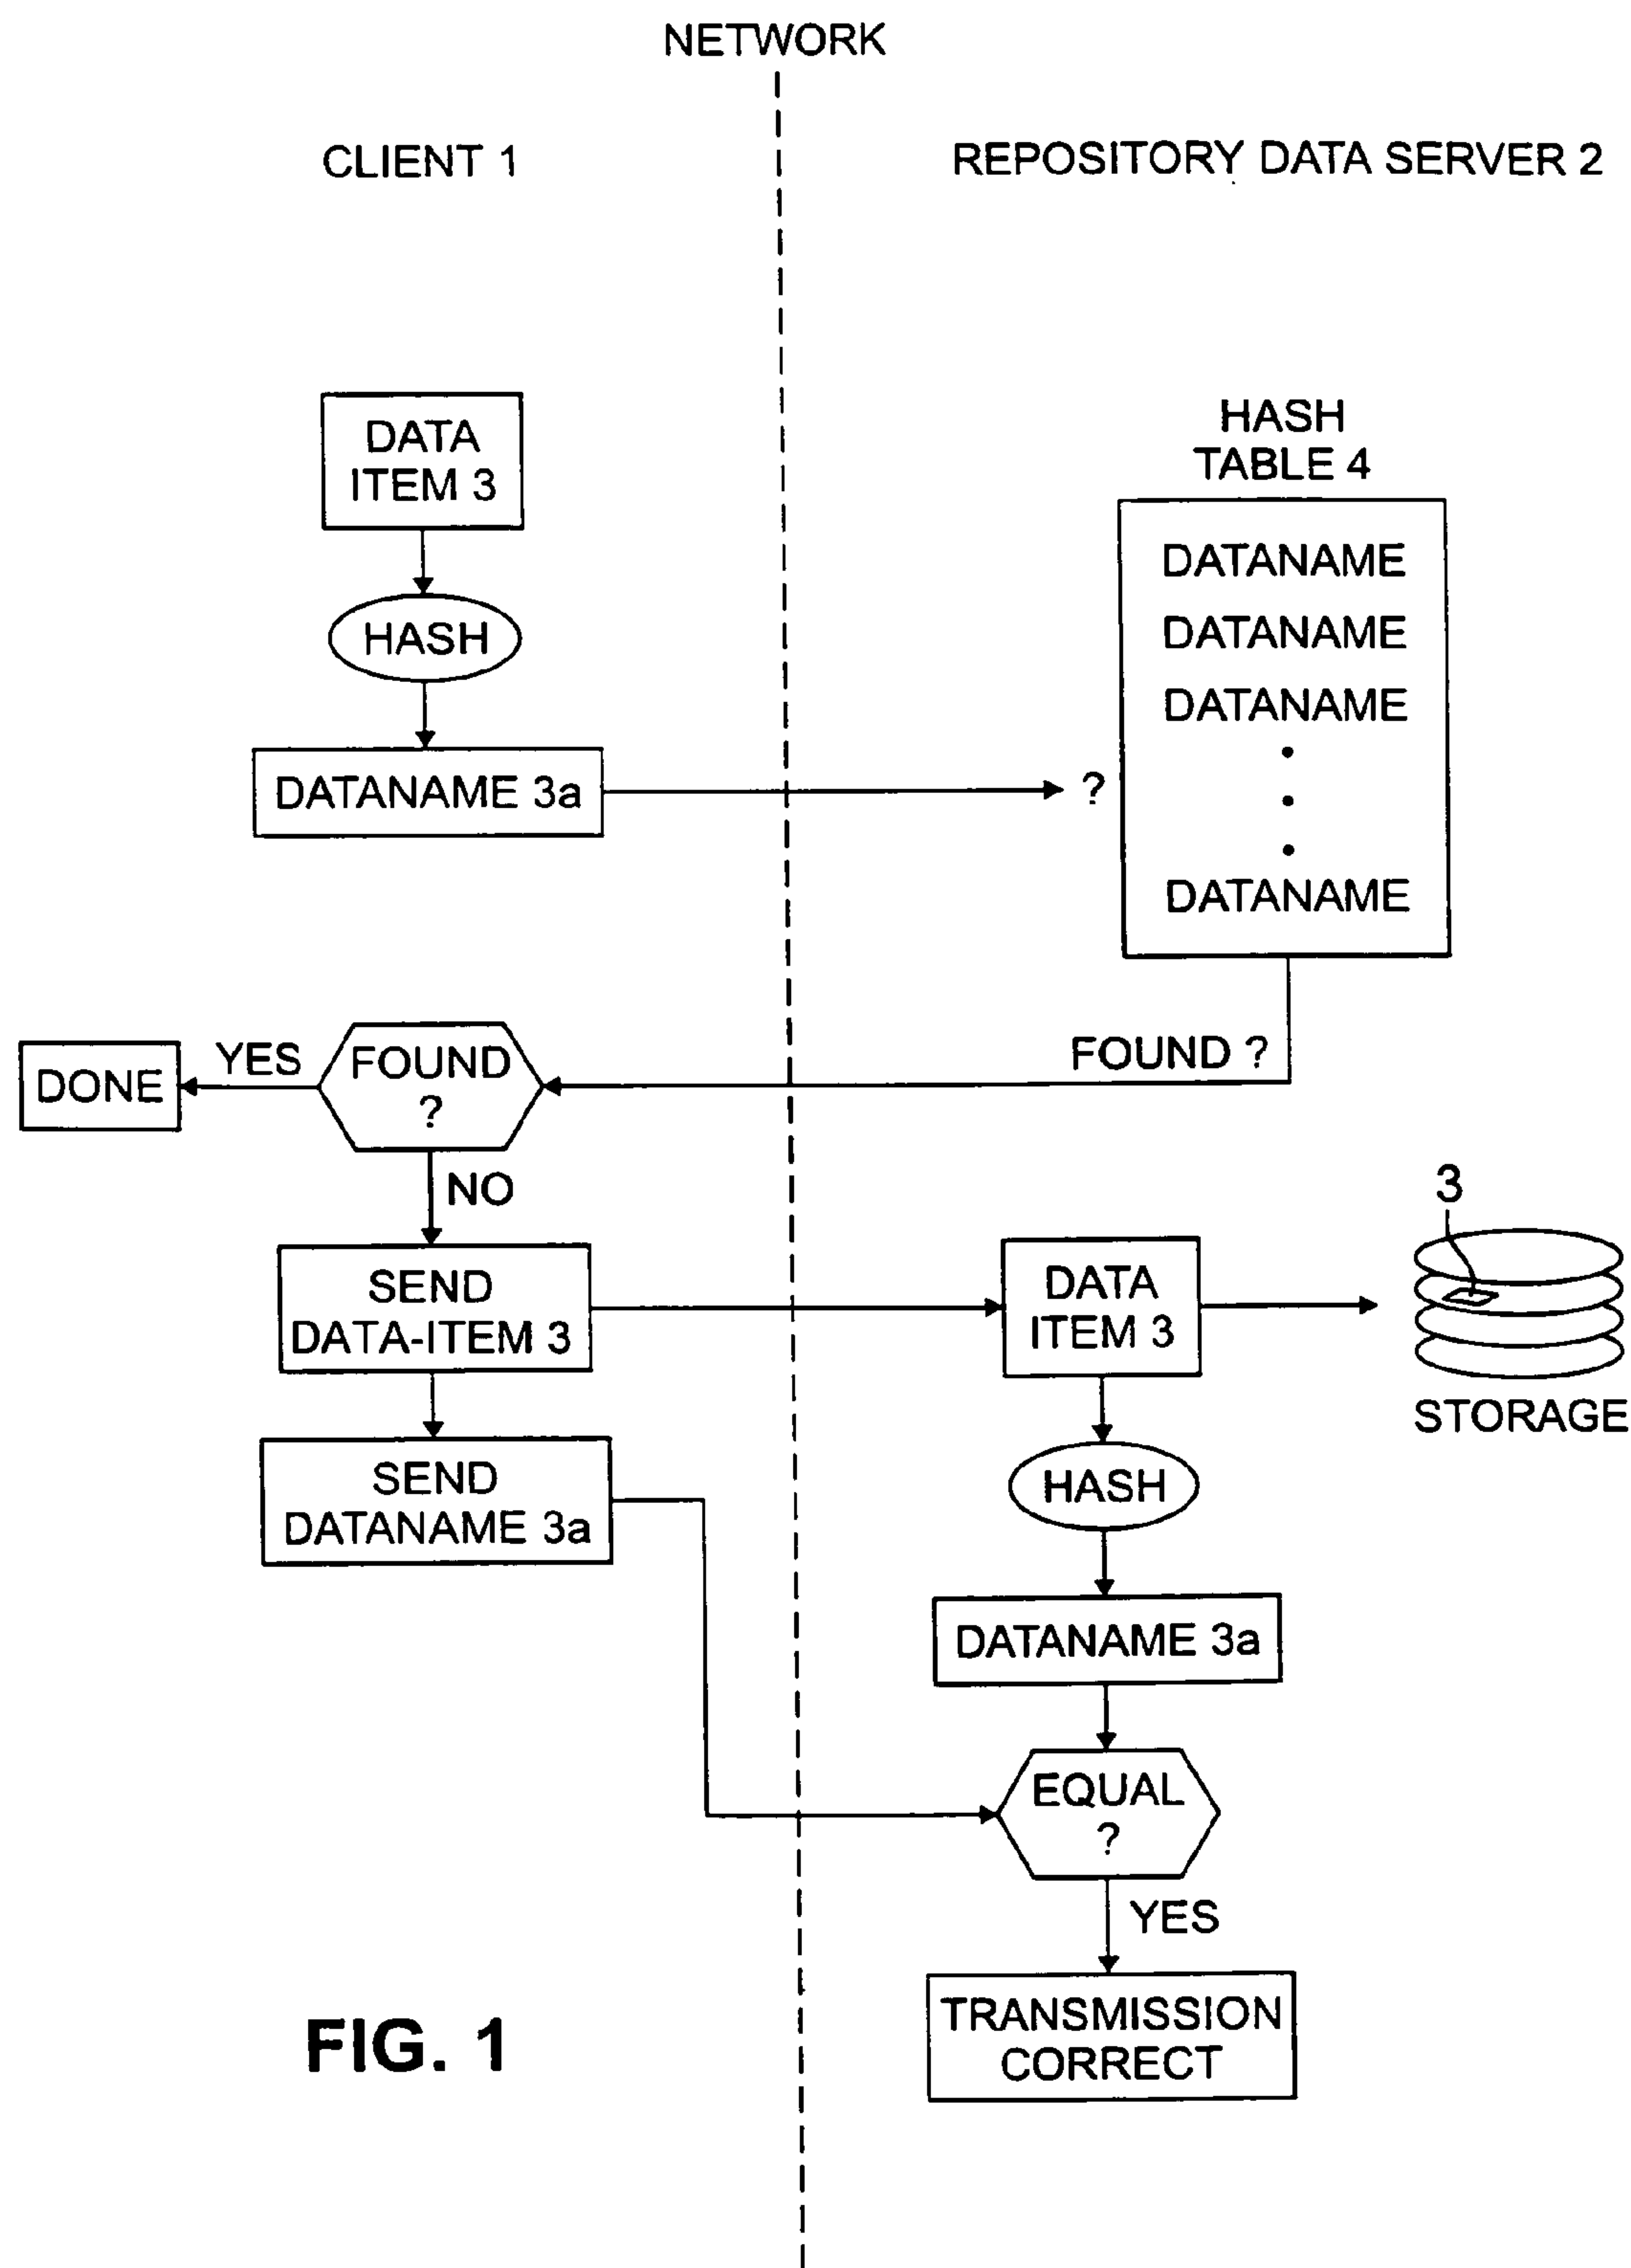 NETWORK
CLIENT 1
REPOSITORY DATA SERVER 2
DATA
ITEM 3
HASH
DATANAME 3a
?
HASH
TABLE 4
DATANAME
DATANAME
DATANAME
DATANAME
FOUND ?
FOUND
?
YES
DONE
NO
SEND
DATA-ITEM 3
SEND
DATANAME 3a
DATA
ITEM 3
3
STORAGE
HASH
DATANAME 3a
EQUAL
?
YES
TRANSMISSION
CORRECT
FIG. 1